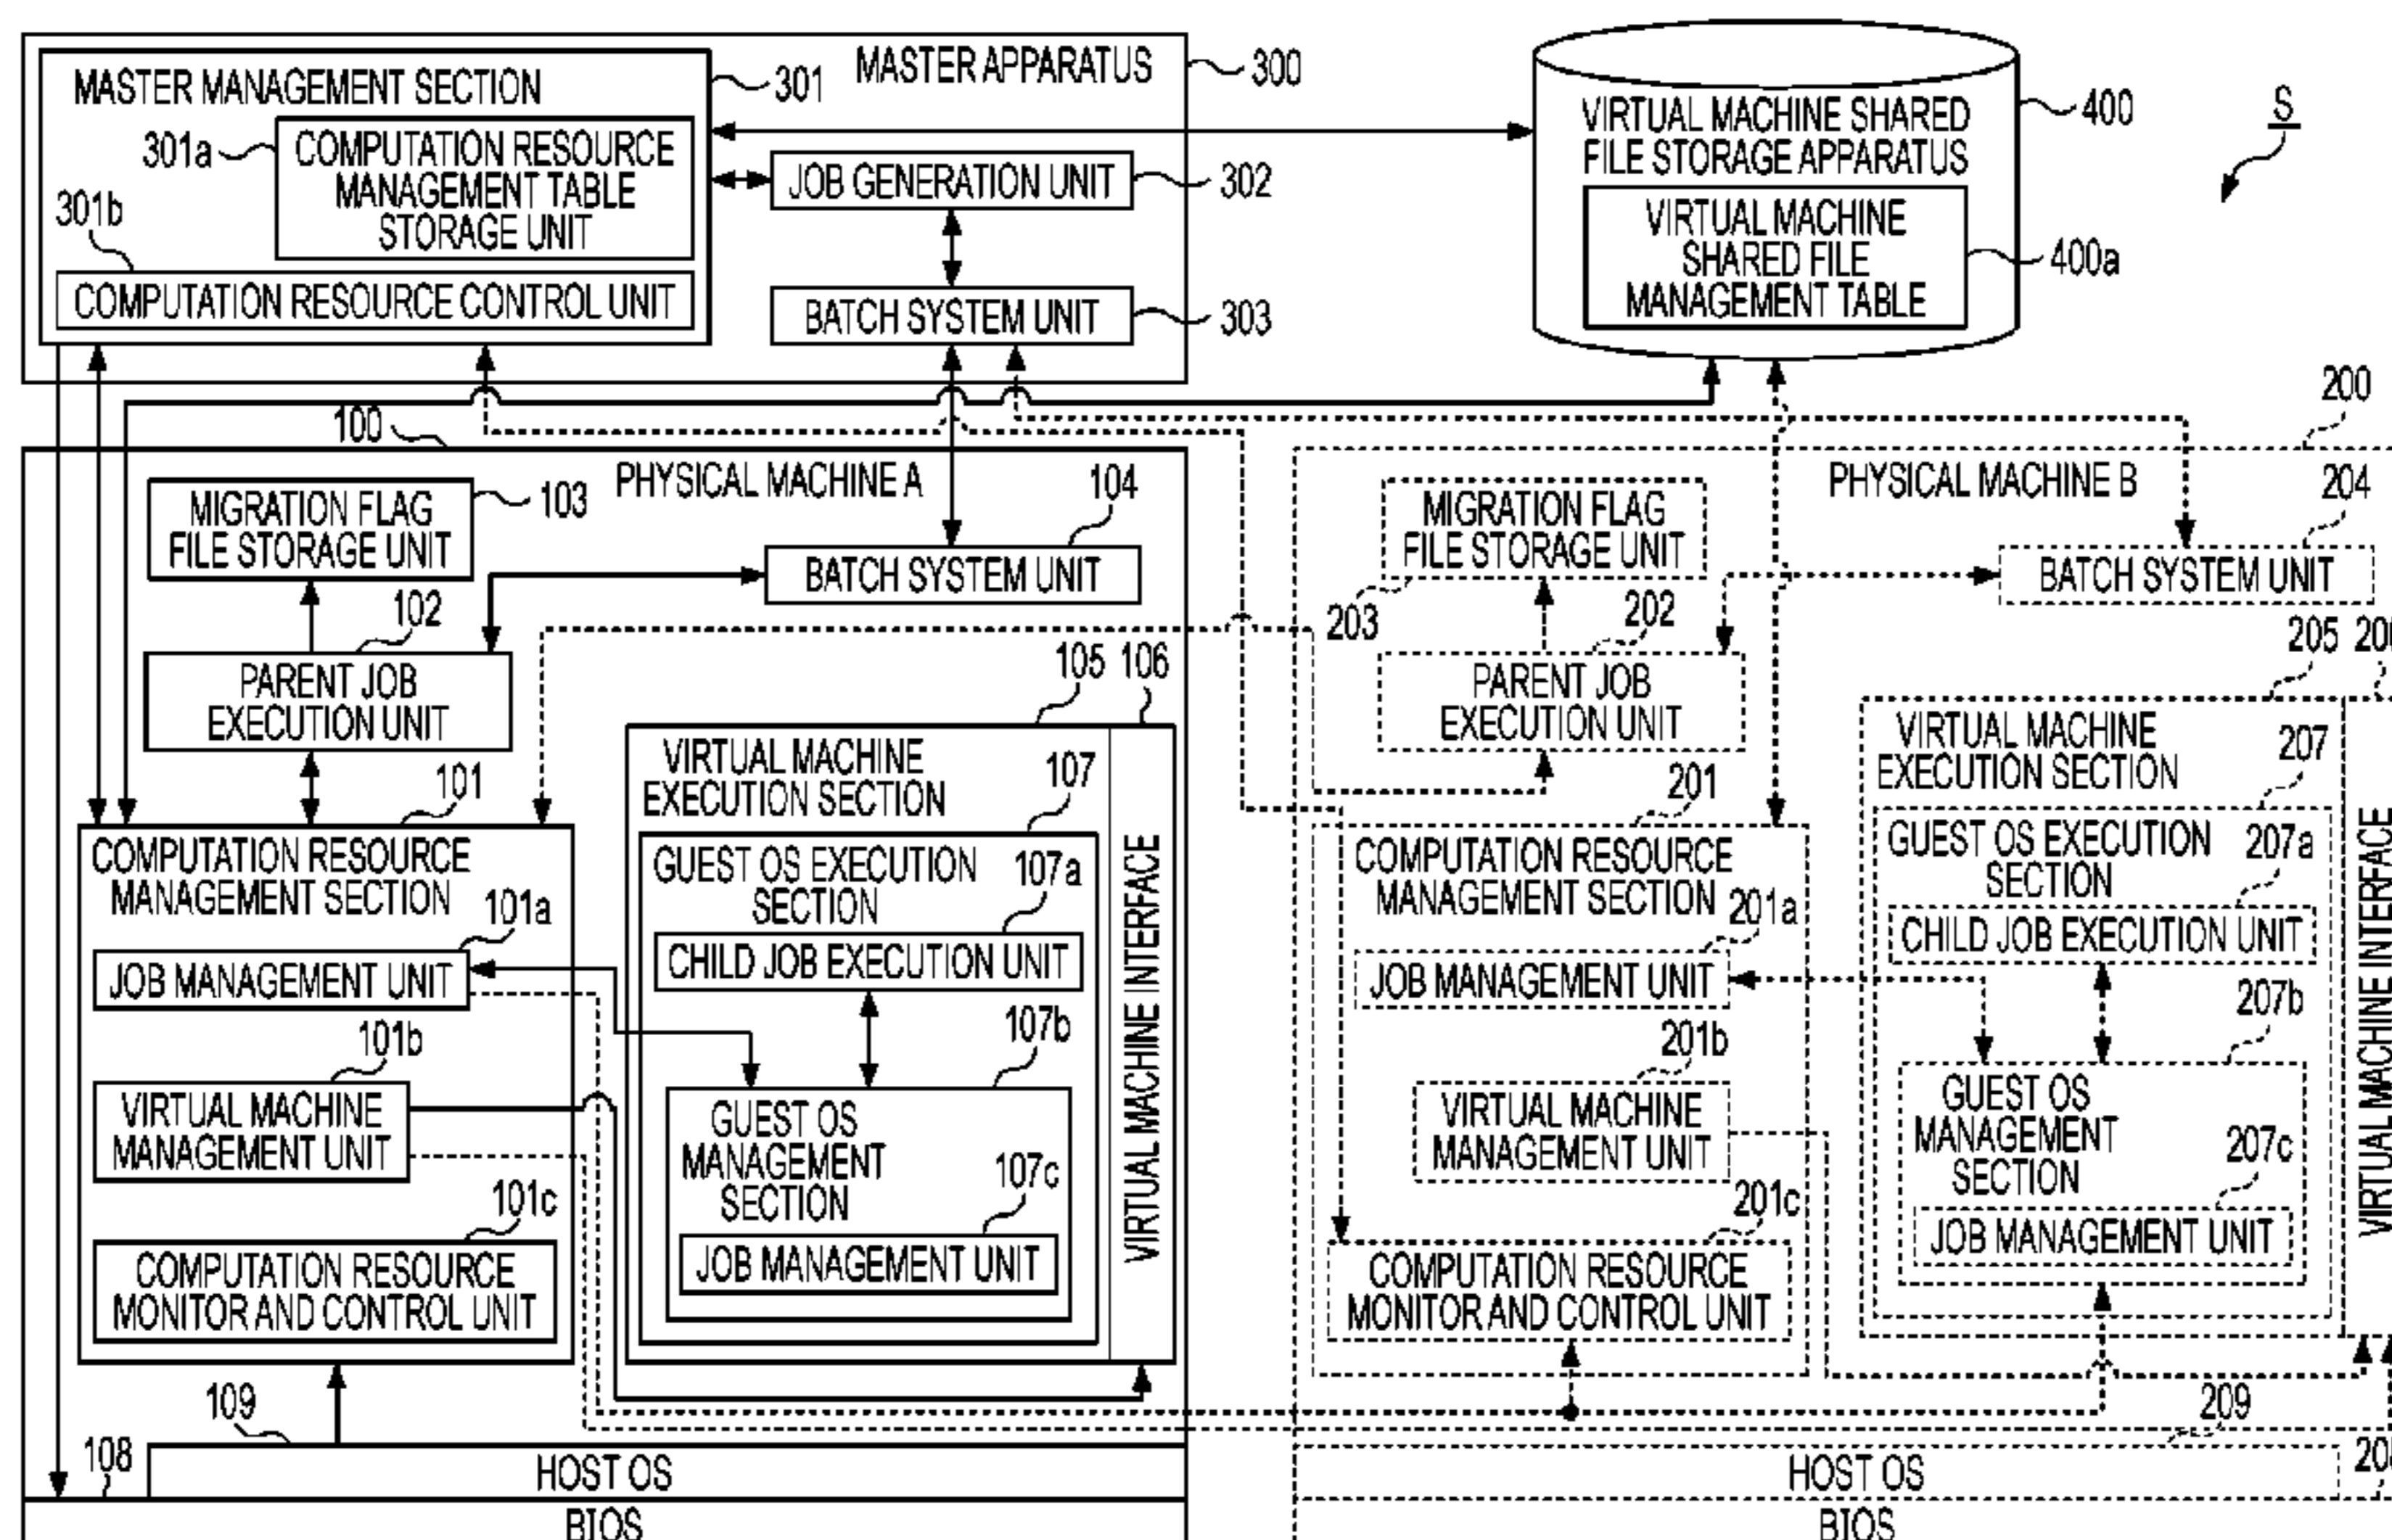 MASTER APPARATUS
300
MASTER MANAGEMENT SECTION
301
301a
COMPUTATION RESOURCE
MANAGEMENT TABLE
STORAGE UNIT
301b
COMPUTATION RESOURCE CONTROL UNIT
JOB GENERATION UNIT
302
BATCH SYSTEM UNIT
303
VIRTUAL MACHINE SHARED
FILE STORAGE APPARATUS
400
VIRTUAL MACHINE
SHARED FILE
MANAGEMENT TABLE
400a
S
100
PHYSICAL MACHINE A
MIGRATION FLAG
FILE STORAGE UNIT
103
104
BATCH SYSTEM UNIT
102
PARENT JOB
EXECUTION UNIT
101
COMPUTATION RESOURCE
MANAGEMENT SECTION
101a
JOB MANAGEMENT UNIT
101b
VIRTUAL MACHINE
MANAGEMENT UNIT
101c
COMPUTATION RESOURCE
MONITOR AND CONTROL UNIT
105
106
VIRTUAL MACHINE
EXECUTION SECTION
107
GUEST OS EXECUTION
SECTION
107a
CHILD JOB EXECUTION UNIT
107b
GUEST OS
MANAGEMENT
SECTION
107c
JOB MANAGEMENT UNIT
VIRTUAL MACHINE INTERFACE
109
108
HOST OS
BIOS
200
PHYSICAL MACHINE B
MIGRATION FLAG
FILE STORAGE UNIT
203
204
BATCH SYSTEM UNIT
202
PARENT JOB
EXECUTION UNIT
201
COMPUTATION RESOURCE
MANAGEMENT SECTION
201a
JOB MANAGEMENT UNIT
201b
VIRTUAL MACHINE
MANAGEMENT UNIT
201c
COMPUTATION RESOURCE
MONITOR AND CONTROL UNIT
205
VIRTUAL MACHINE
EXECUTION SECTION
207
GUEST OS EXECUTION
SECTION
207a
CHILD JOB EXECUTION UNIT
207b
GUEST OS
MANAGEMENT
SECTION
207c
JOB MANAGEMENT UNIT
VIRTUAL MACHINE INTERFACE
209
HOST OS
BIOS